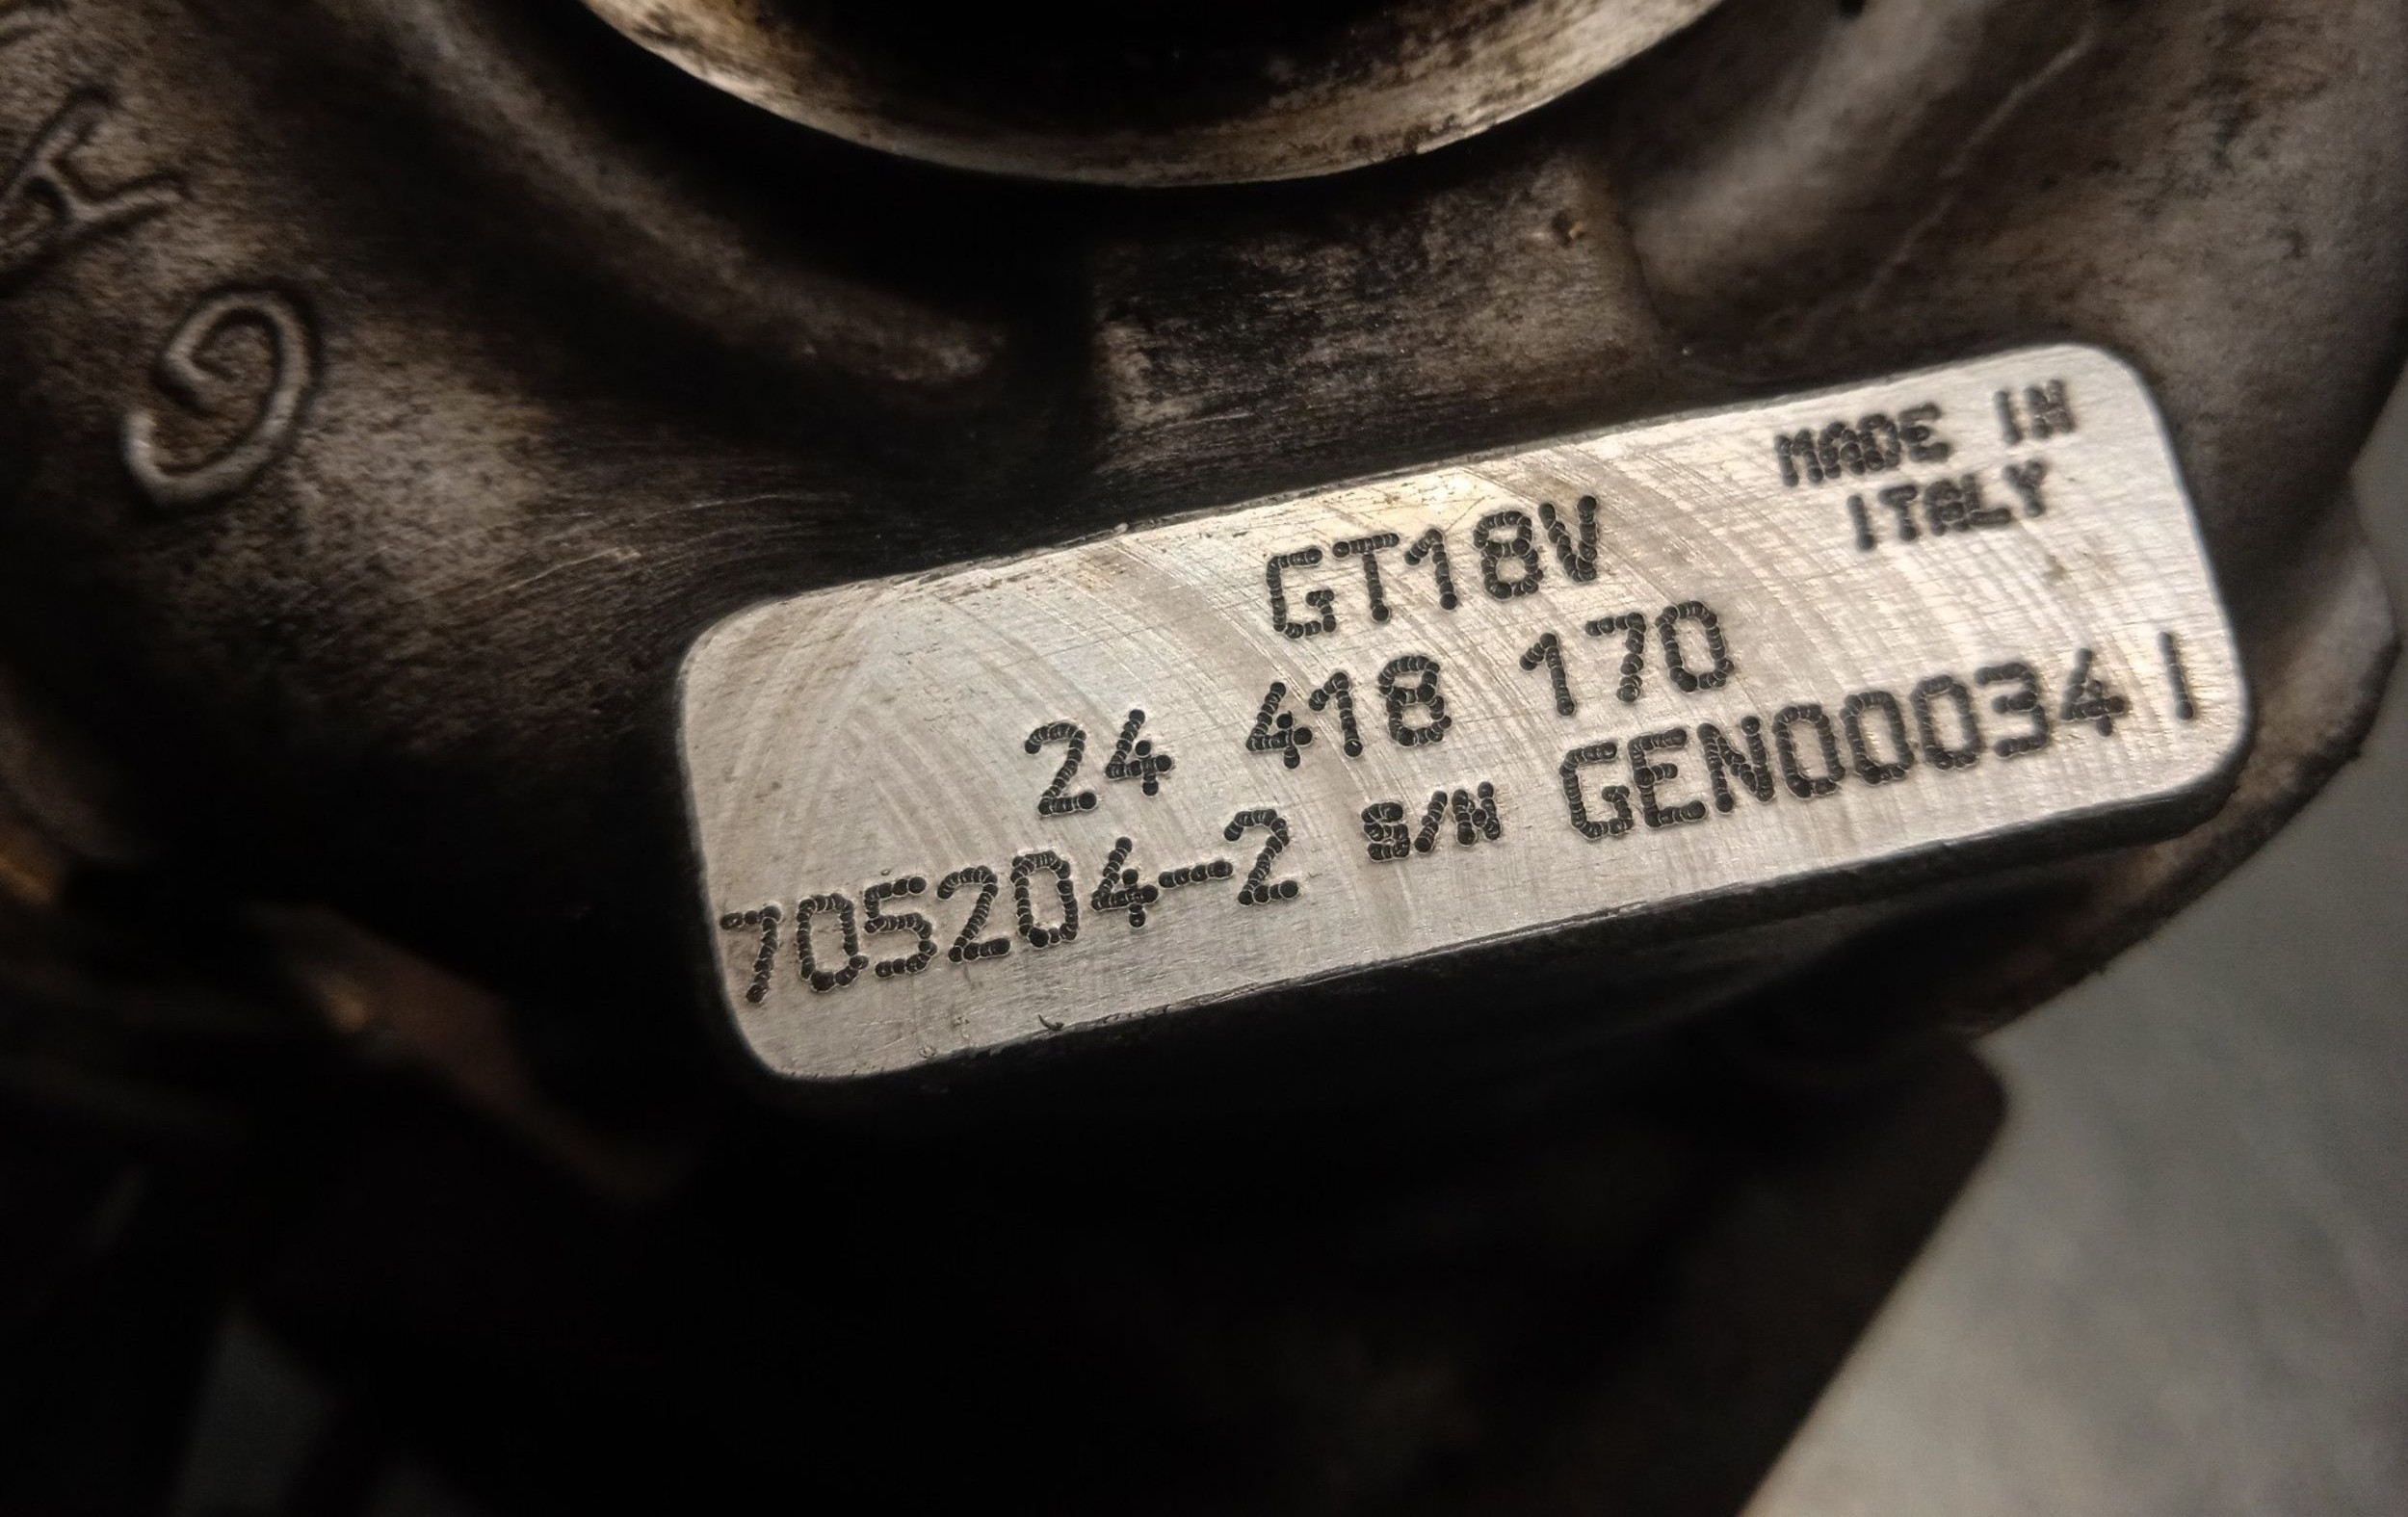 MADE IN
ITALY
GT18V
24 418 170
705204-2 S/N GEN00034 I